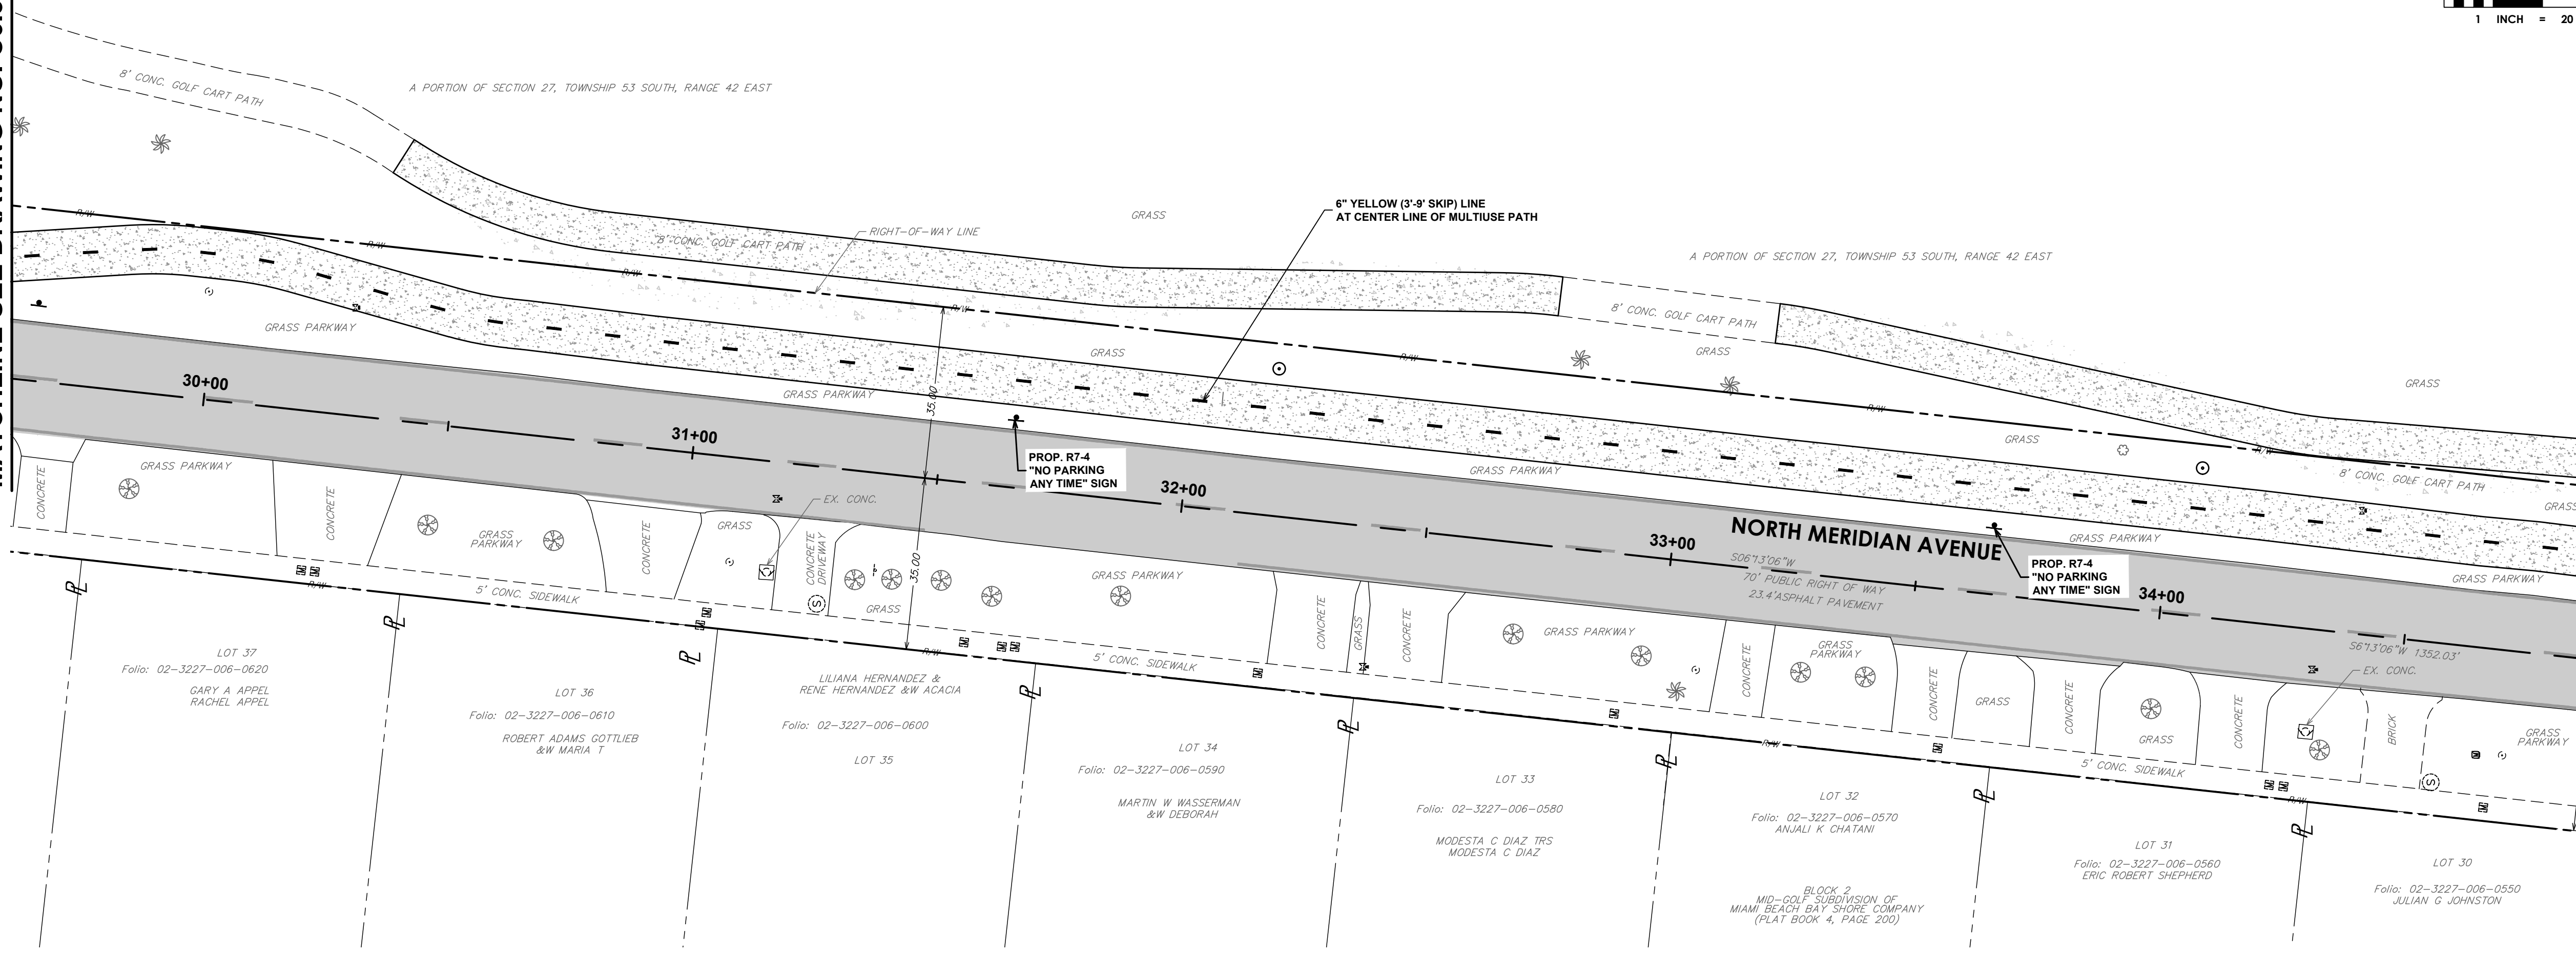 1 INCH = 20
8' CONC. GOLF CART PATH
A PORTION OF SECTION 27, TOWNSHIP 53 SOUTH, RANGE 42 EAST
6" YELLOW (3'-9' SKIP) LINE
AT CENTER LINE OF MULTIUSE PATH
GRASS
R/W
RIGHT-OF-WAY LINE
8' CONC. GOLF CART PATH
R/W
R/W
A PORTION OF SECTION 27, TOWNSHIP 53 SOUTH, RANGE 42 EAST
R/W
8' CONC. GOLF CART PATH
GRASS PARKWAY
GRASS
R/W
GRASS
GRASS
30+00
GRASS PARKWAY
35.00
R/W
31+00
GRASS
R/W
PROP. R7-4
"NO PARKING
ANY TIME" SIGN
GRASS PARKWAY
8' CONC. GOLF CART PATH
GRASS
GRASS PARKWAY
CONCRETE
CONCRETE
GRASS
PARKWAY
CONCRETE
GRASS
EX. CONC.
CONCRETE
DRIVEWAY
32+00
NORTH MERIDIAN AVENUE
33+00
S06°13'06"W
70' PUBLIC RIGHT OF WAY
23.4'ASPHALT PAVEMENT
GRASS PARKWAY
PROP. R7-4
"NO PARKING
ANY TIME" SIGN
GRASS PARKWAY
34+00
S6°13'06"W 1352.03'
EX. CONC.
R/W
5' CONC. SIDEWALK
S
GRASS
35.00
GRASS PARKWAY
CONCRETE
GRASS
CONCRETE
GRASS PARKWAY
CONCRETE
GRASS
PARKWAY
CONCRETE
GRASS
CONCRETE
GRASS
CONCRETE
BRICK
GRASS
PARKWAY
R/W
5' CONC. SIDEWALK
R/W
5' CONC. SIDEWALK
S
R/W
LOT 37
Folio: 02-3227-006-0620
GARY A APPEL
RACHEL APPEL
LOT 36
Folio: 02-3227-006-0610
ROBERT ADAMS GOTTLIEB
&W MARIA T
LILIANA HERNANDEZ &
RENE HERNANDEZ &W ACACIA
Folio: 02-3227-006-0600
LOT 35
LOT 34
Folio: 02-3227-006-0590
MARTIN W WASSERMAN
&W DEBORAH
LOT 33
Folio: 02-3227-006-0580
MODESTA C DIAZ TRS
MODESTA C DIAZ
LOT 32
Folio: 02-3227-006-0570
ANJALI K CHATANI
BLOCK 2
MID-GOLF SUBDIVISION OF
MIAMI BEACH BAY SHORE COMPANY
(PLAT BOOK 4, PAGE 200)
LOT 31
Folio: 02-3227-006-0560
ERIC ROBERT SHEPHERD
LOT 30
Folio: 02-3227-006-0550
JULIAN G JOHNSTON